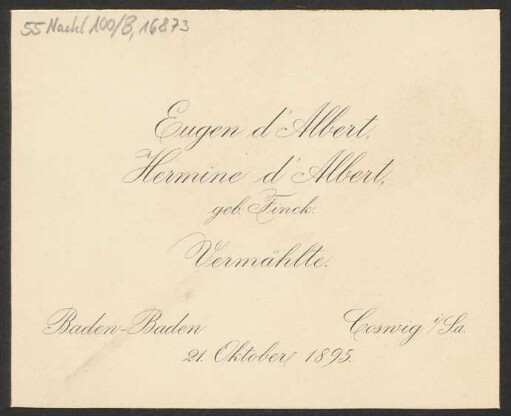 55 Nachl 100/B, 16873
Eugen d'Albert.
Hermine d'Albert,
geb. Finck.
Vermählte.
Baden-Baden Coswig i/Sa.
21. Oktober 1895.